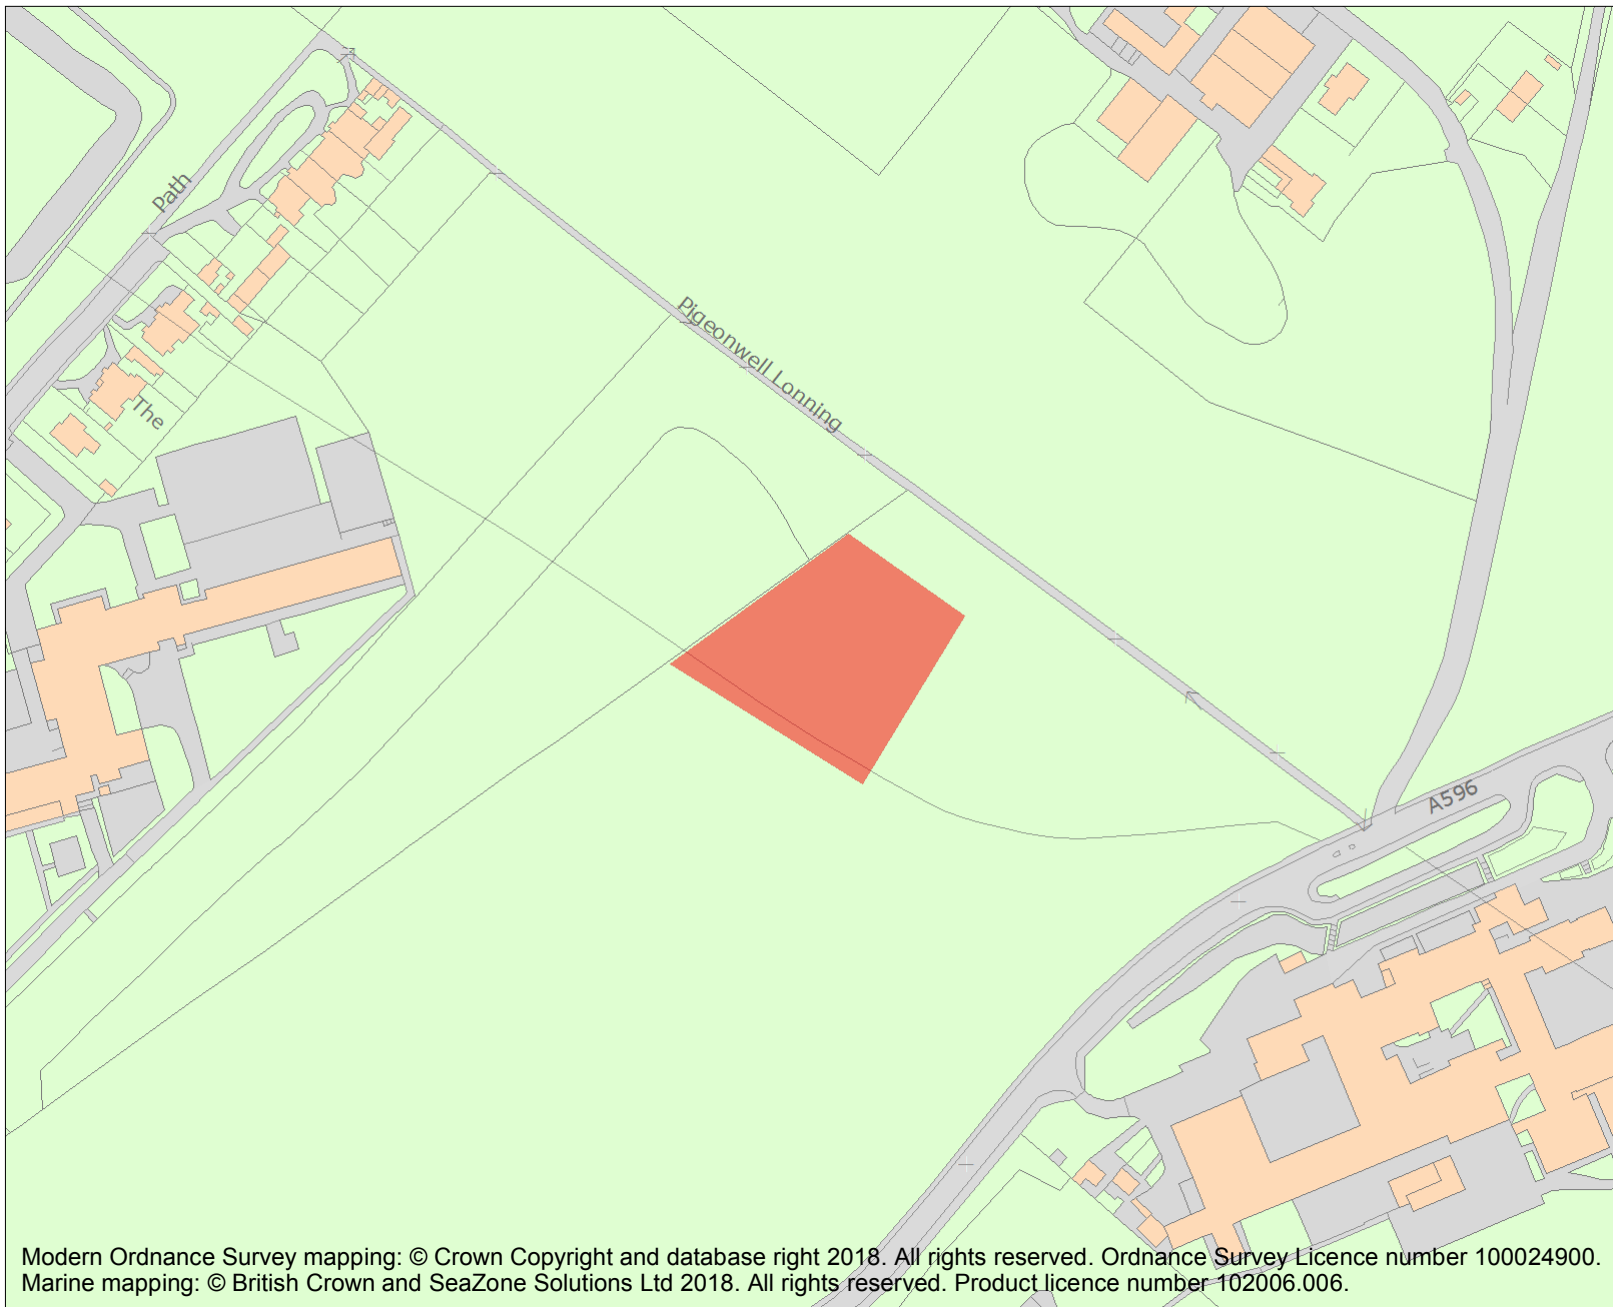 Path
Pigeonwell Lonning
The
A596
Modern Ordnance Survey mapping: © Crown Copyright and database right 2018. All rights reserved. Ordnance Survey Licence number 100024900.
Marine mapping: © British Crown and SeaZone Solutions Ltd 2018. All rights reserved. Product licence number 102006.006.